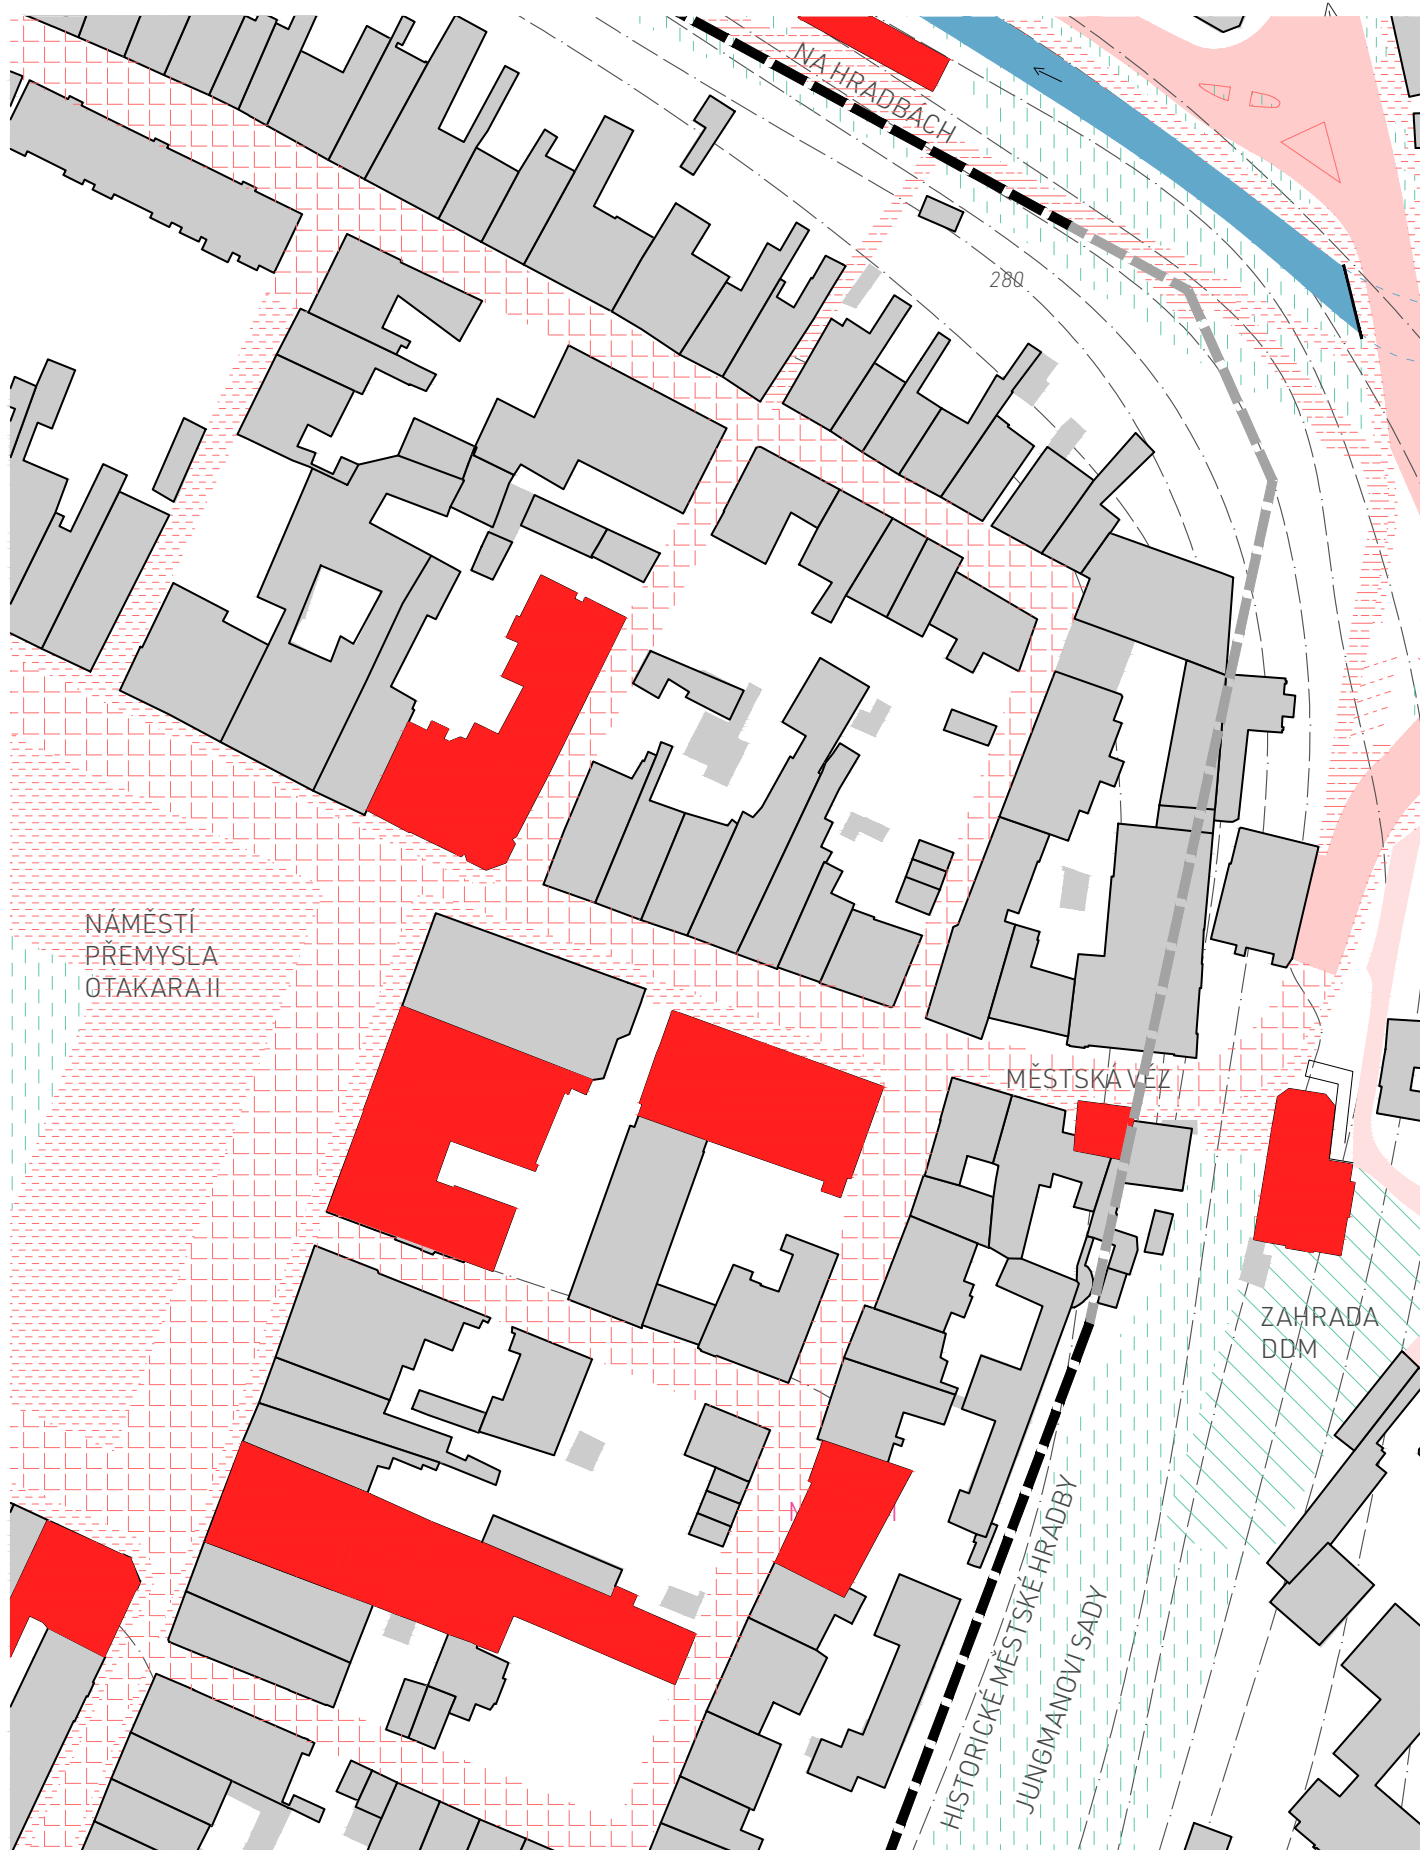 NA HRADBACH
280
NÁMĚSTÍ
PŘEMYSLA
OTAKARA II
MĚSTSKÁ VĚŽ
ZAHRADA
DDM
HISTORICKÉ MĚSTSKÉ HRADBY
JUNGMANOVI SADY